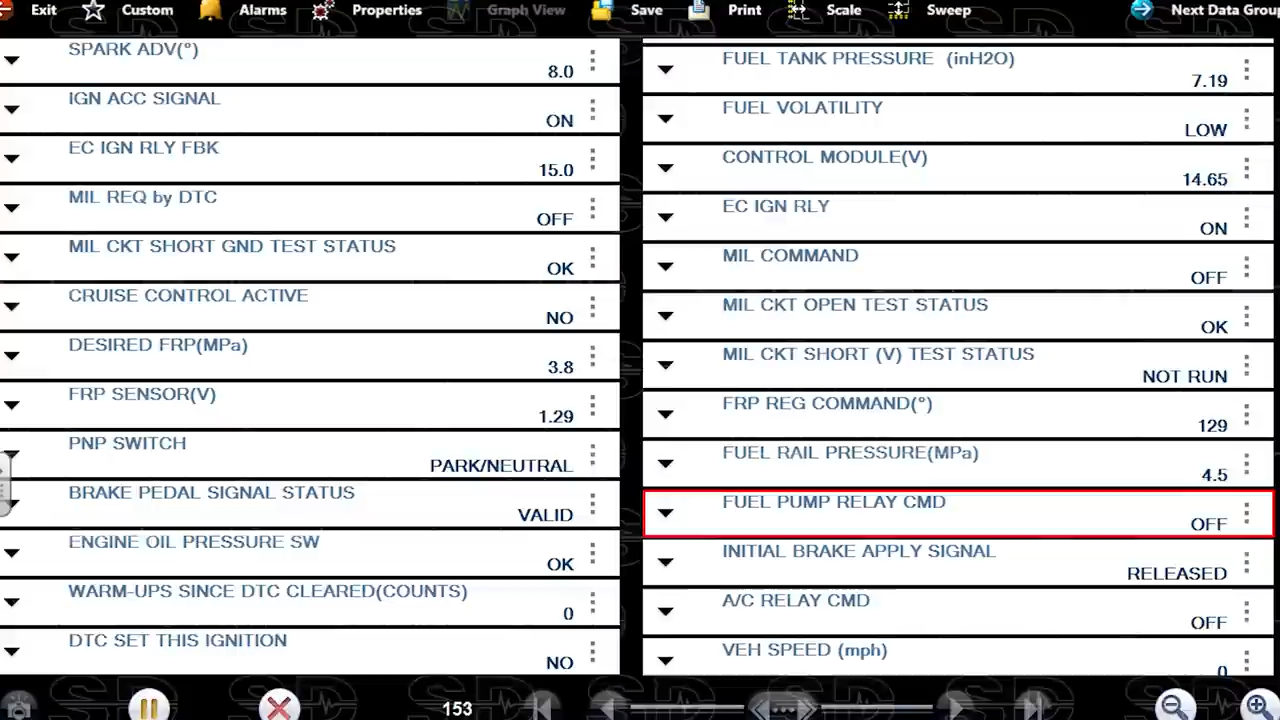 Exit Custom Alarms Properties Graph View Save Print Scale Sweep Next Data Grou
SPARK ADV(°)
8.0
IGN ACC SIGNAL
ON
EC IGN RLY FBK
15.0
MIL REQ by DTC
OFF
MIL CKT SHORT GND TEST STATUS
OK
CRUISE CONTROL ACTIVE
NO
DESIRED FRP(MPa)
3.8
FRP SENSOR(V)
1.29
PNP SWITCH
PARK/NEUTRAL
BRAKE PEDAL SIGNAL STATUS
VALID
ENGINE OIL PRESSURE SW
OK
WARM-UPS SINCE DTC CLEARED(COUNTS)
0
DTC SET THIS IGNITION
NO
FUEL TANK PRESSURE (inH2O)
7.19
FUEL VOLATILITY
LOW
CONTROL MODULE(V)
14.65
EC IGN RLY
ON
MIL COMMAND
OFF
MIL CKT OPEN TEST STATUS
OK
MIL CKT SHORT (V) TEST STATUS
NOT RUN
FRP REG COMMAND(°)
129
FUEL RAIL PRESSURE(MPa)
4.5
FUEL PUMP RELAY CMD
OFF
INITIAL BRAKE APPLY SIGNAL
RELEASED
A/C RELAY CMD
OFF
VEH SPEED (mph)
0
153